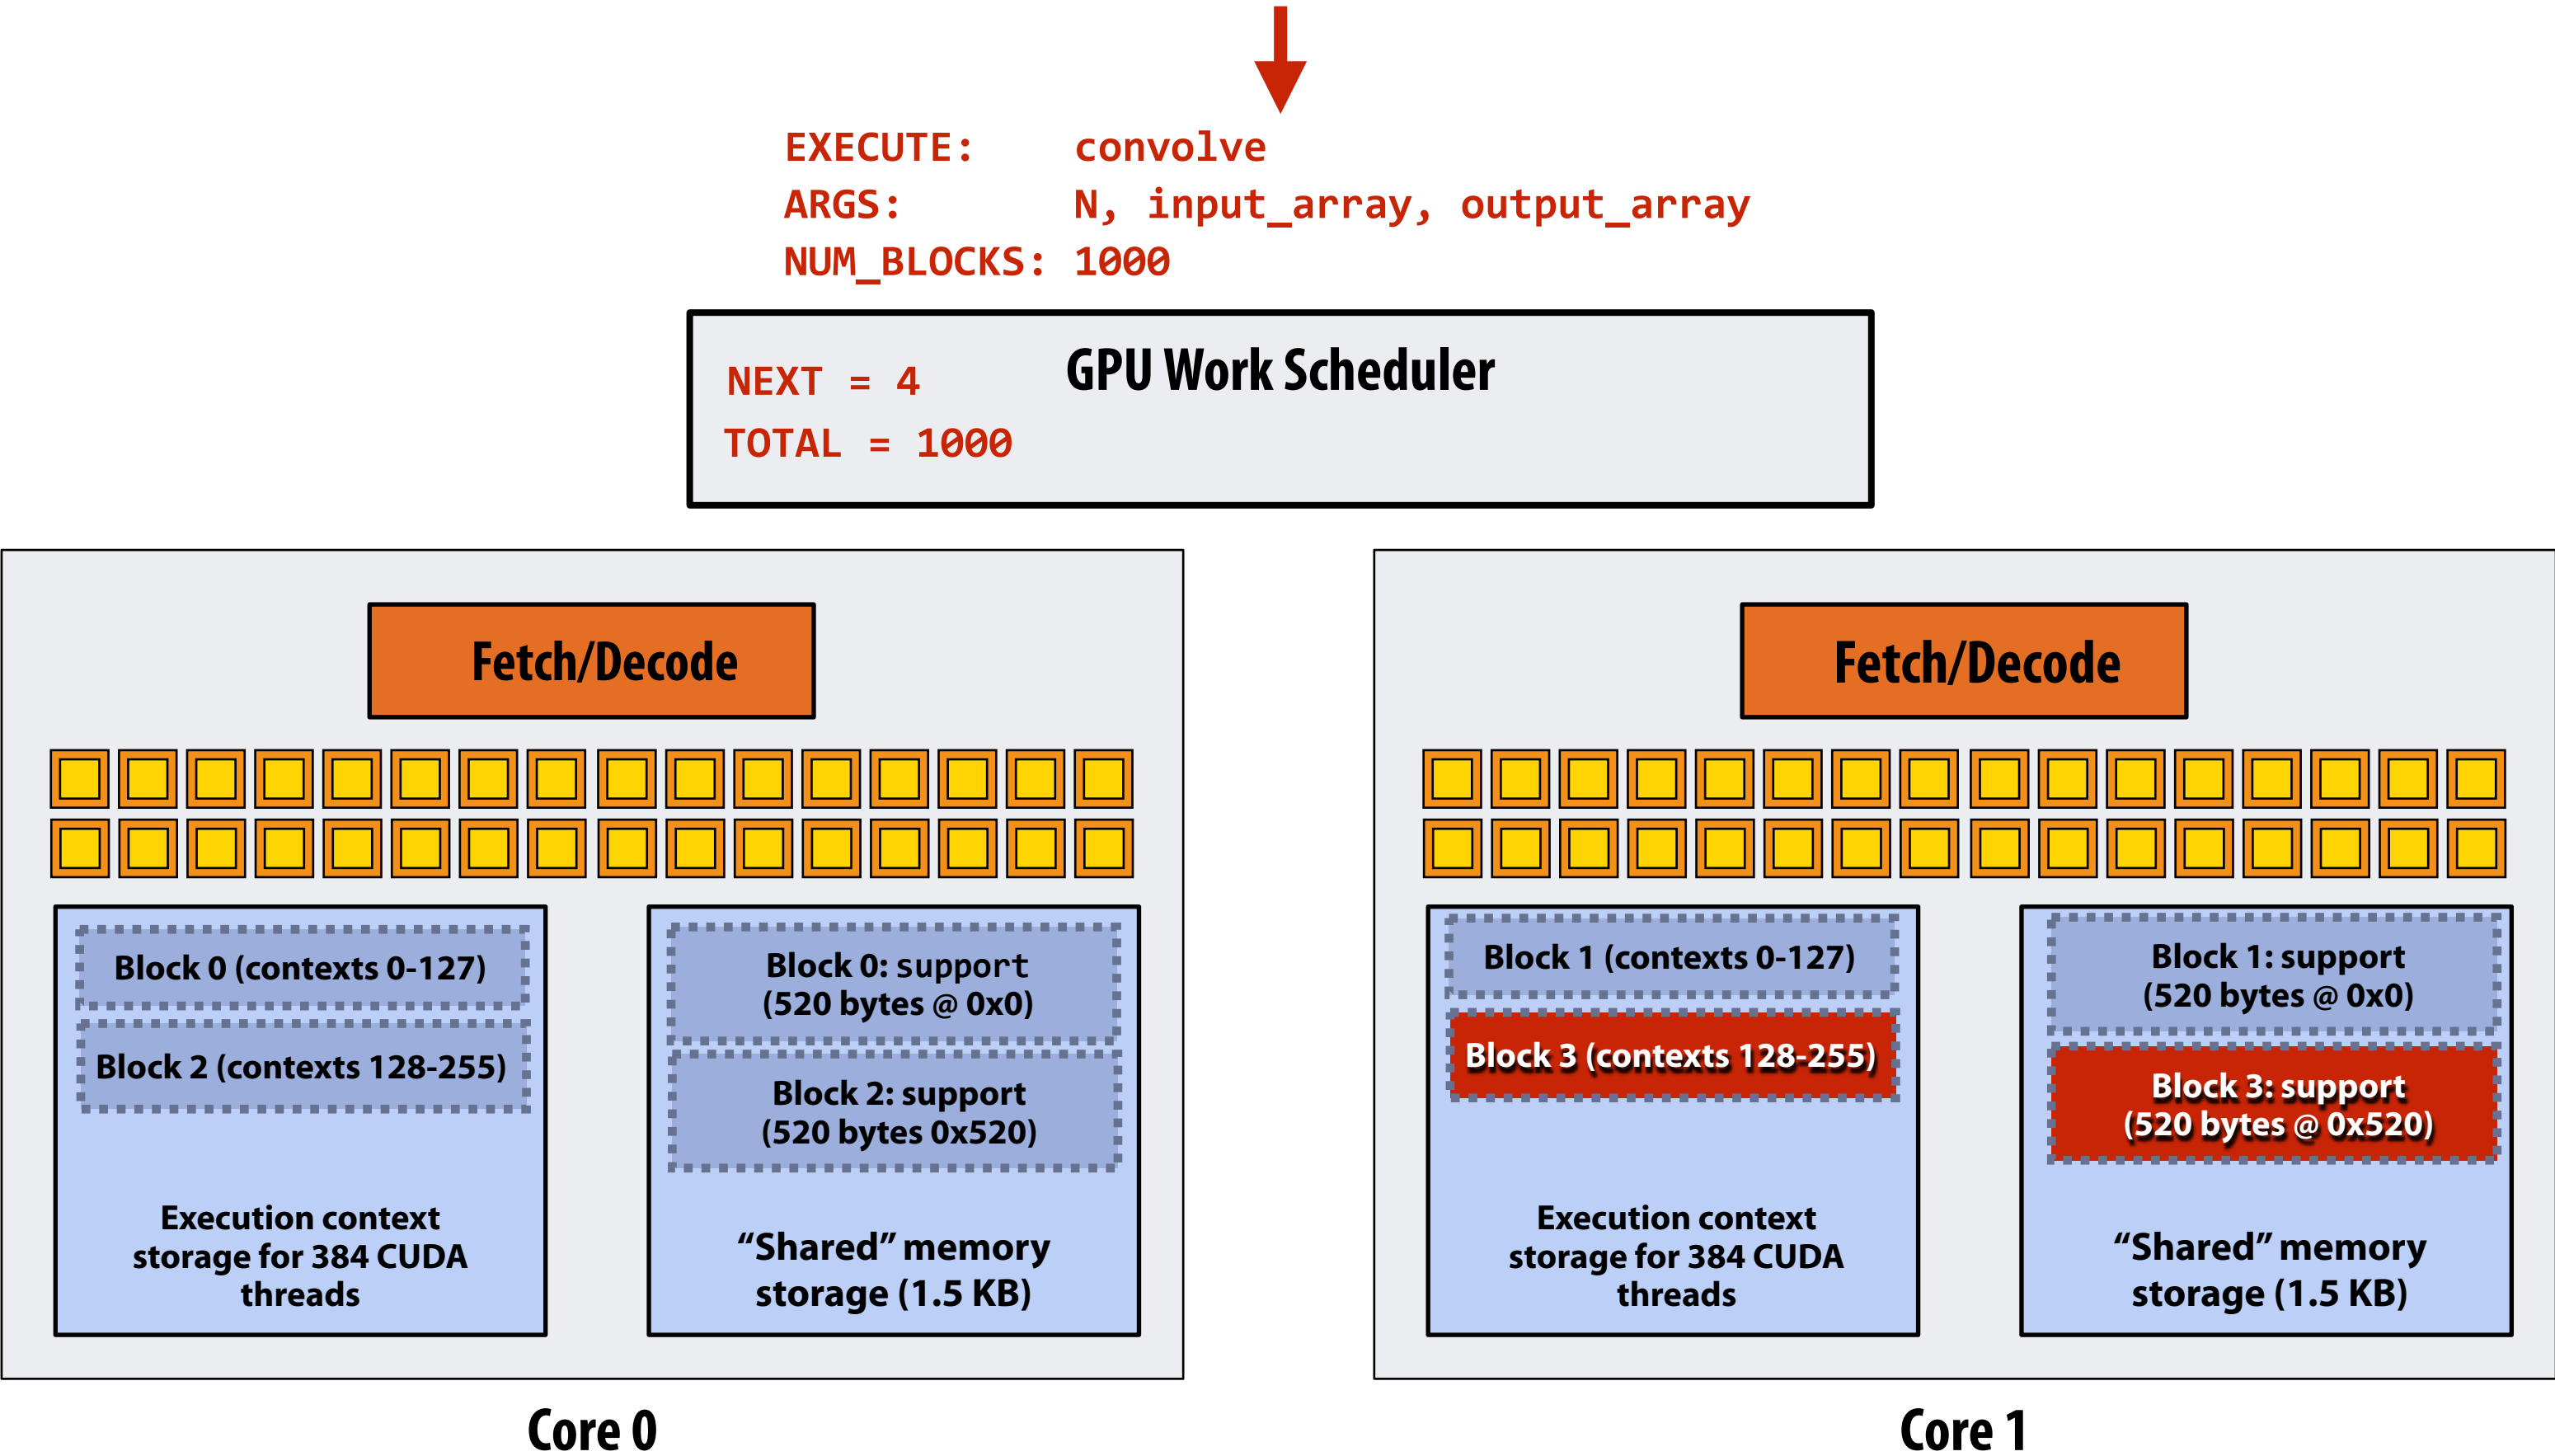 EXECUTE: convolve
ARGS: N, input_array, output_array
NUM_BLOCKS: 1000
GPU Work Scheduler
NEXT = 4
TOTAL = 1000
Fetch/Decode
Block 0 (contexts 0-127)
Block 2 (contexts 128-255)
Execution context
storage for 384 CUDA
threads
Block 0: support
(520 bytes @ 0x0)
Block 2: support
(520 bytes 0x520)
“Shared” memory
storage (1.5 KB)
Core 0
Fetch/Decode
Block 1 (contexts 0-127)
Block 3 (contexts 128-255)
Execution context
storage for 384 CUDA
threads
Block 1: support
(520 bytes @ 0x0)
Block 3: support
(520 bytes @ 0x520)
“Shared” memory
storage (1.5 KB)
Core 1